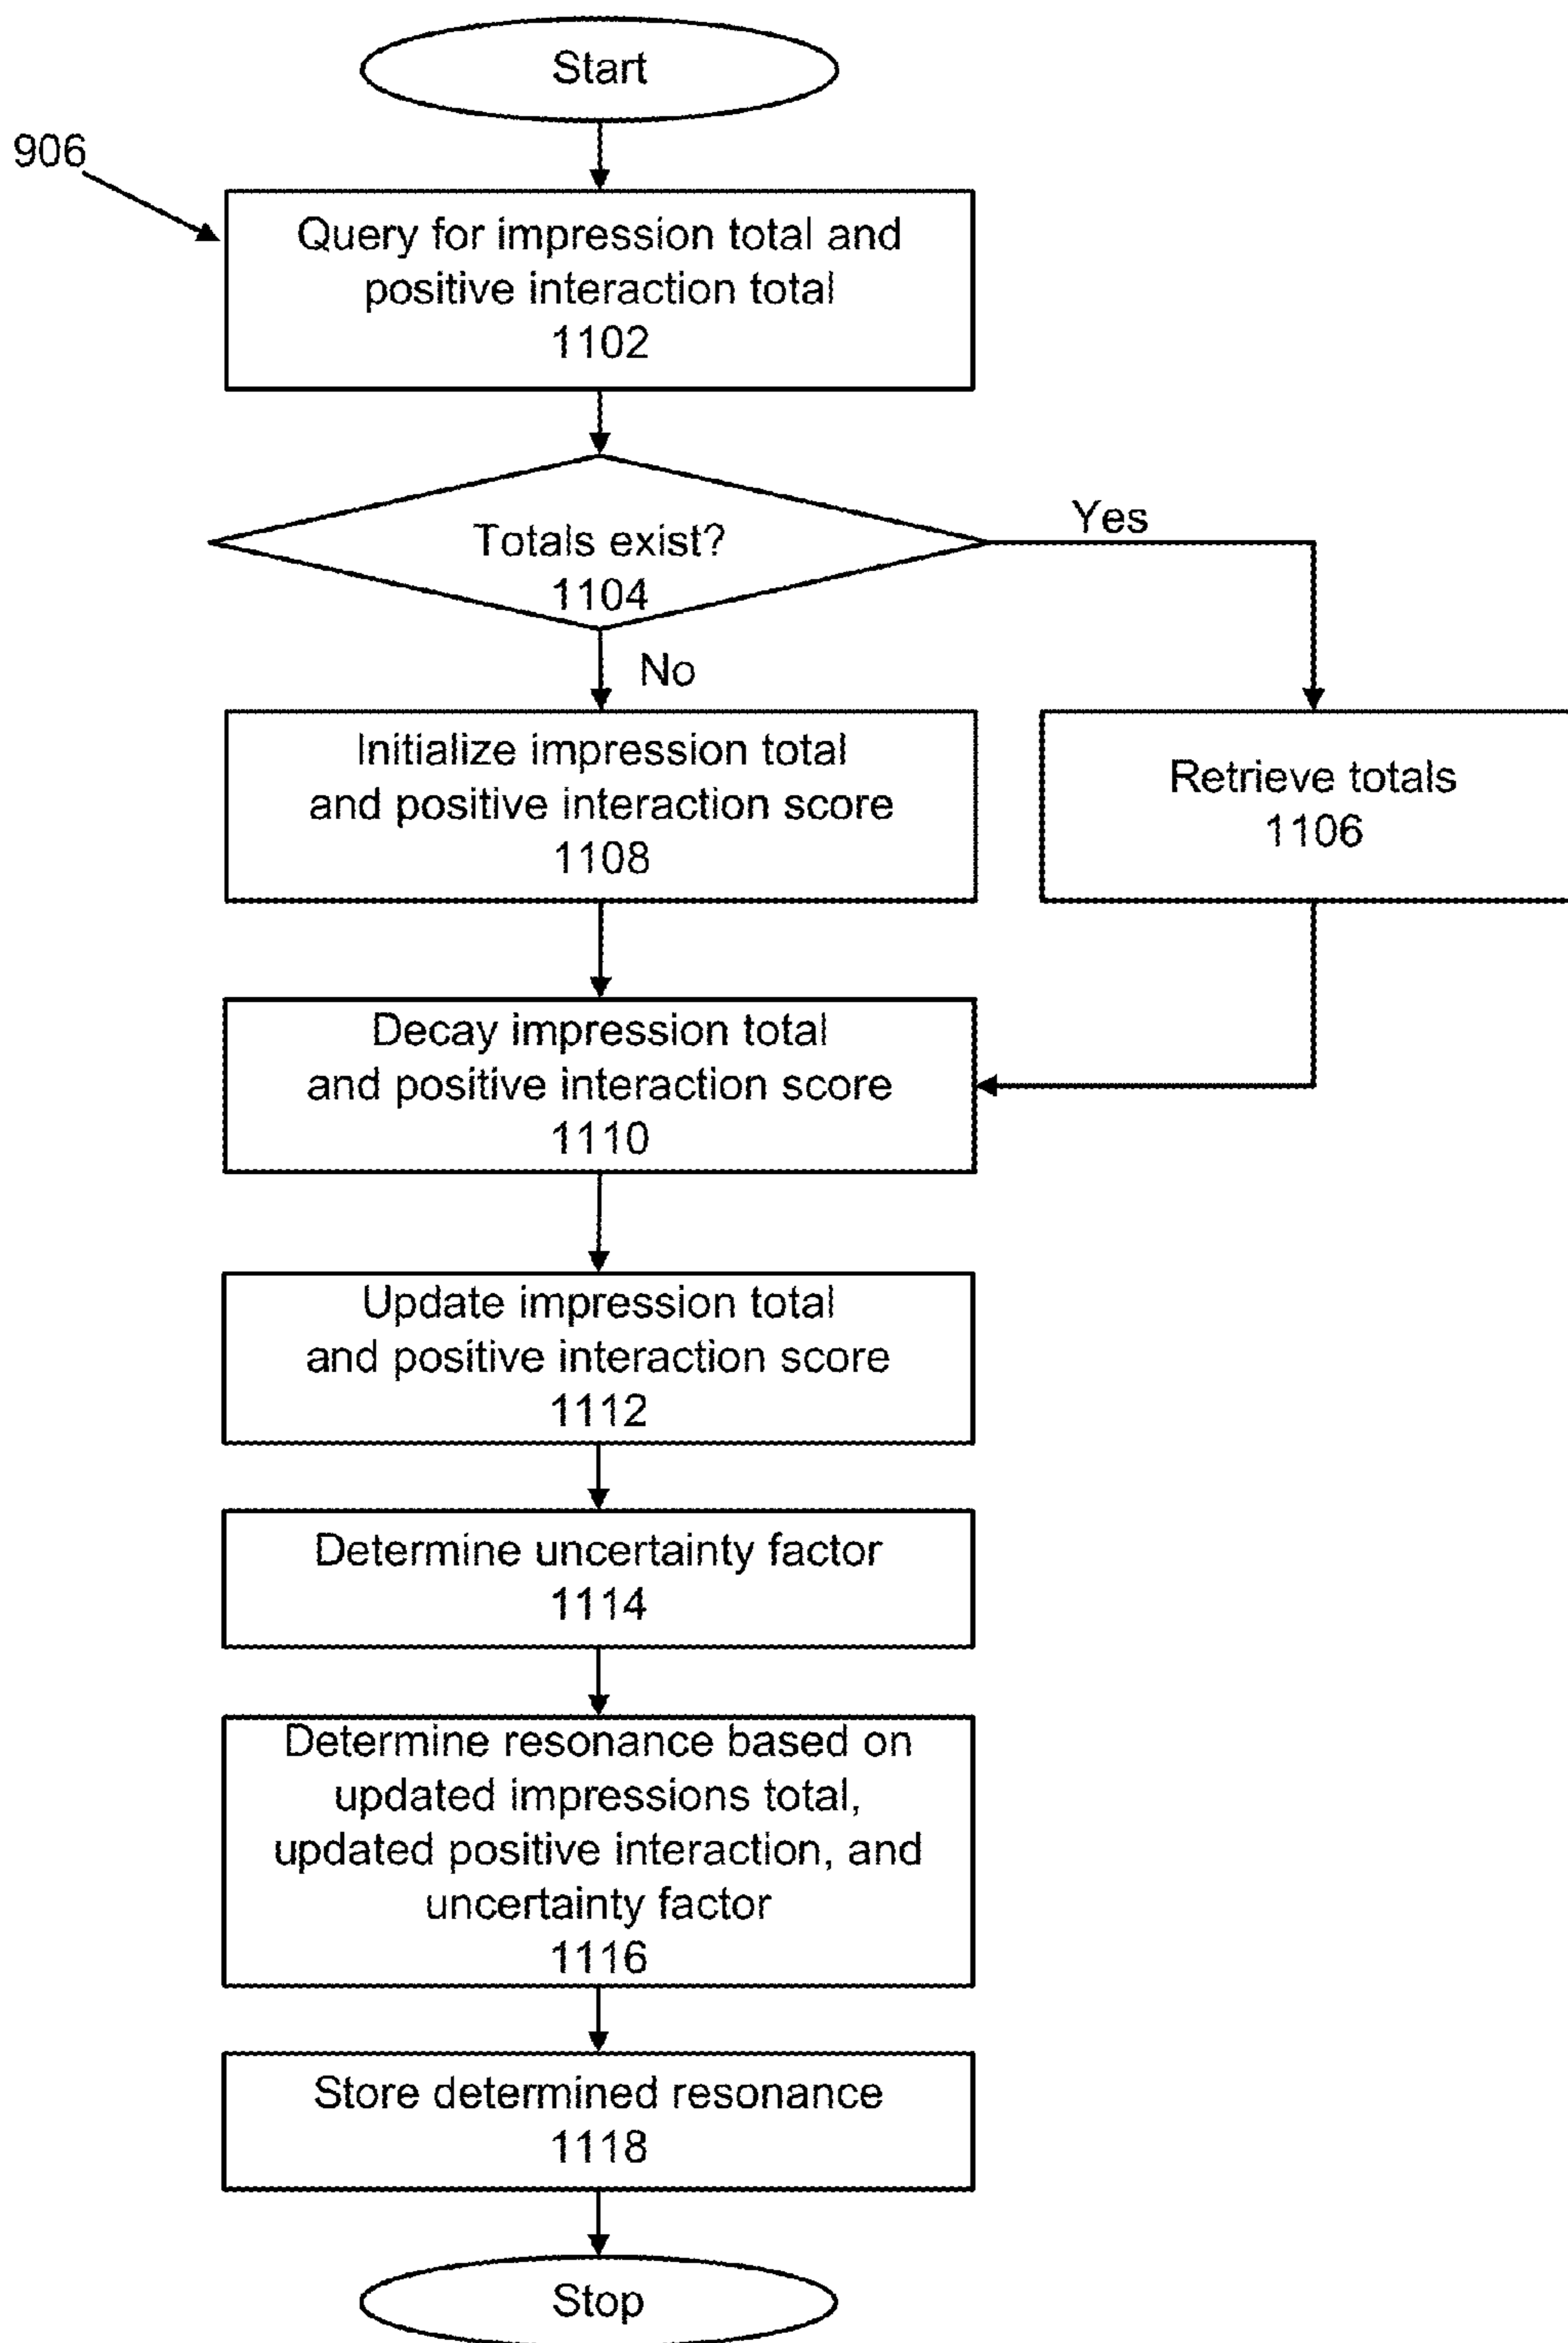 Start
906
Query for impression total and
positive interaction total
1102
Totals exist?
1104
Yes
No
Initialize impression total
and positive interaction score
1108
Retrieve totals
1106
Decay impression total
and positive interaction score
1110
Update impression total
and positive interaction score
1112
Determine uncertainty factor
1114
Determine resonance based on
updated impressions total,
updated positive interaction, and
uncertainty factor
1116
Store determined resonance
1118
Stop